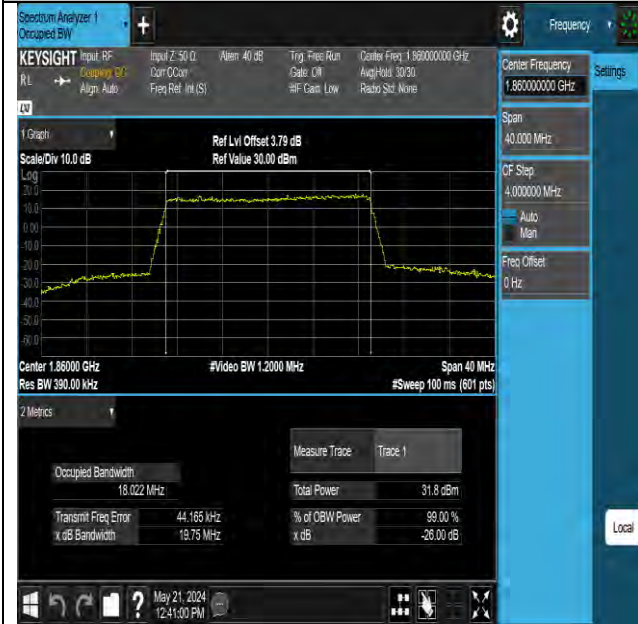 Spectrum Analyzer 1
Occupied BW
+
Frequency
KEYSIGHT Input: RF Input Z: 50 Ω Atten: 40 dB Trig: Free Run Center Freq: 1.860000000 GHz
RL Coupling: DC Corr CCorr Gate: Off Avg|Hold: 30/30
Align: Auto Freq Ref: Int (S) #IF Gain: Low Radio Std: None
Center Frequency
1.860000000 GHz
Settings
Span
40.000 MHz
CF Step
4.000000 MHz
Auto
Man
Freq Offset
0 Hz
1 Graph
Ref Lvl Offset 3.79 dB
Scale/Div 10.0 dB Ref Value 30.00 dBm
Log
20.0
10.0
0.00
-10.0
-20.0
-30.0
-40.0
-50.0
-60.0
Center 1.86000 GHz #Video BW 1.2000 MHz Span 40 MHz
Res BW 390.00 kHz #Sweep 100 ms (601 pts)
2 Metrics
Measure Trace Trace 1
Occupied Bandwidth
18.022 MHz Total Power 31.8 dBm
Transmit Freq Error 44.165 kHz % of OBW Power 99.00 %
x dB Bandwidth 19.75 MHz x dB -26.00 dB
Local
? May 21, 2024
12:41:00 PM